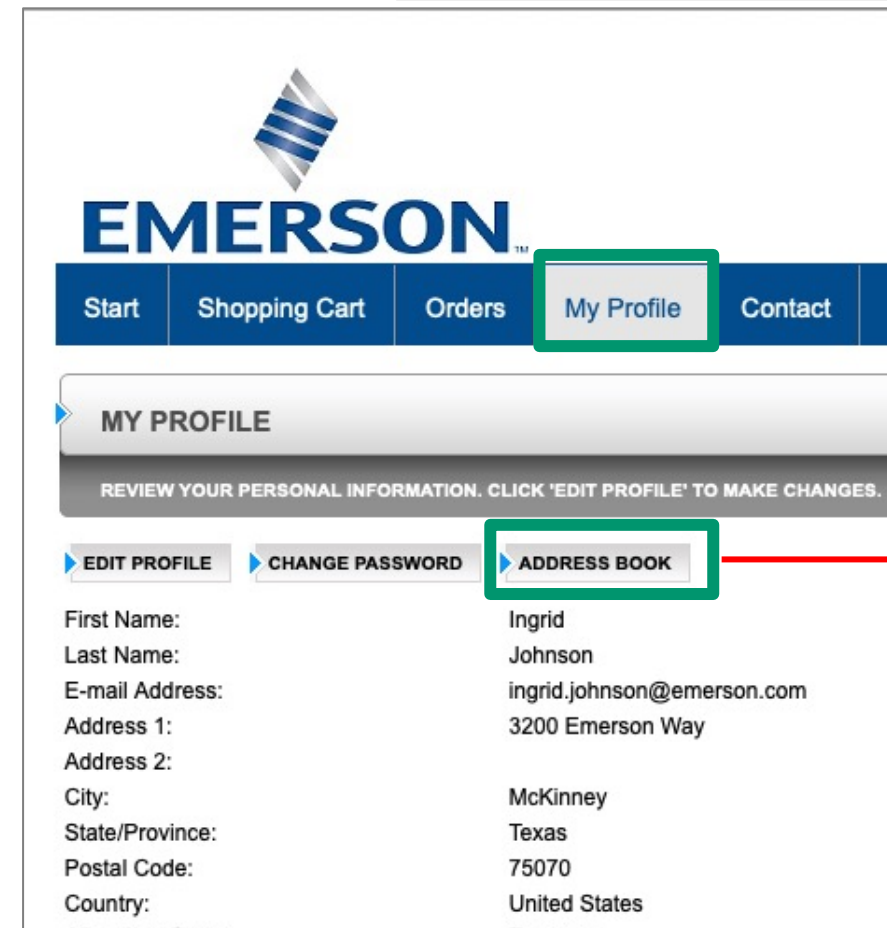 EMERSON™
Start Shopping Cart Orders My Profile Contact
MY PROFILE
REVIEW YOUR PERSONAL INFORMATION. CLICK 'EDIT PROFILE' TO MAKE CHANGES.
EDIT PROFILE CHANGE PASSWORD ADDRESS BOOK
First Name: Ingrid
Last Name: Johnson
E-mail Address: ingrid.johnson@emerson.com
Address 1: 3200 Emerson Way
Address 2:
City: McKinney
State/Province: Texas
Postal Code: 75070
Country: United States